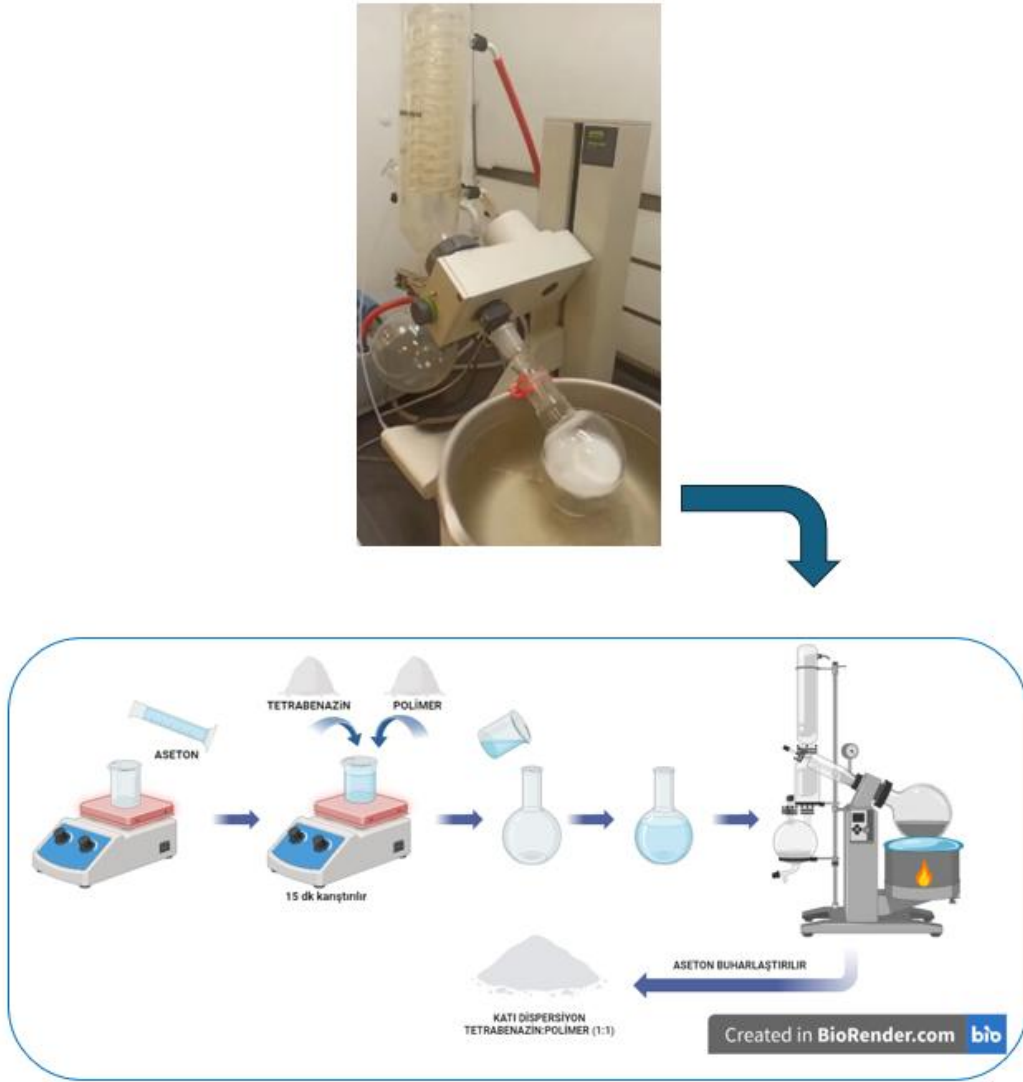 TETRABENAZİN
POLİMER
ASETON
15 dk karıştırılır
ASETON BUHARLAŞTIRILIR
KATI DİSPERSİYON
TETRABENAZİN:POLİMER (1:1)
Created in BioRender.com bio